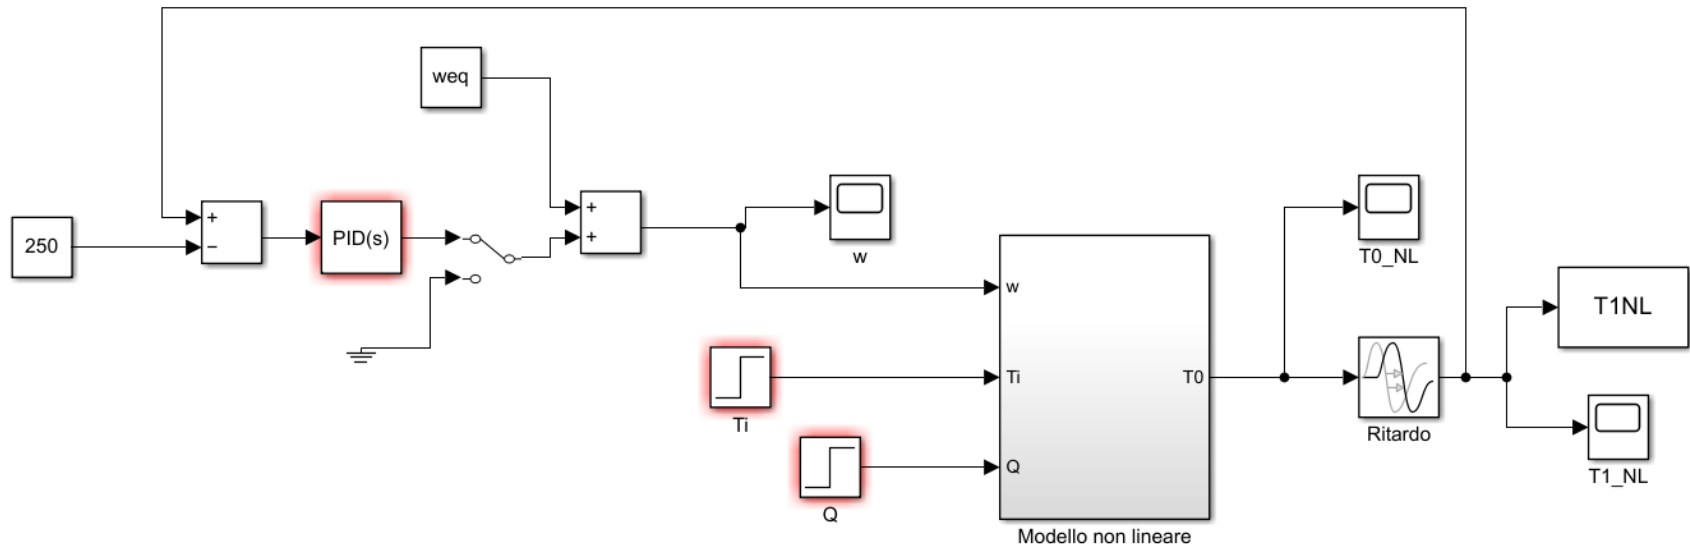 weq
+
−
250
PID(s)
+
+
w
T0_NL
w
Ti
Q
T0
T1NL
Ti
Ritardo
T1_NL
Q
Modello non lineare